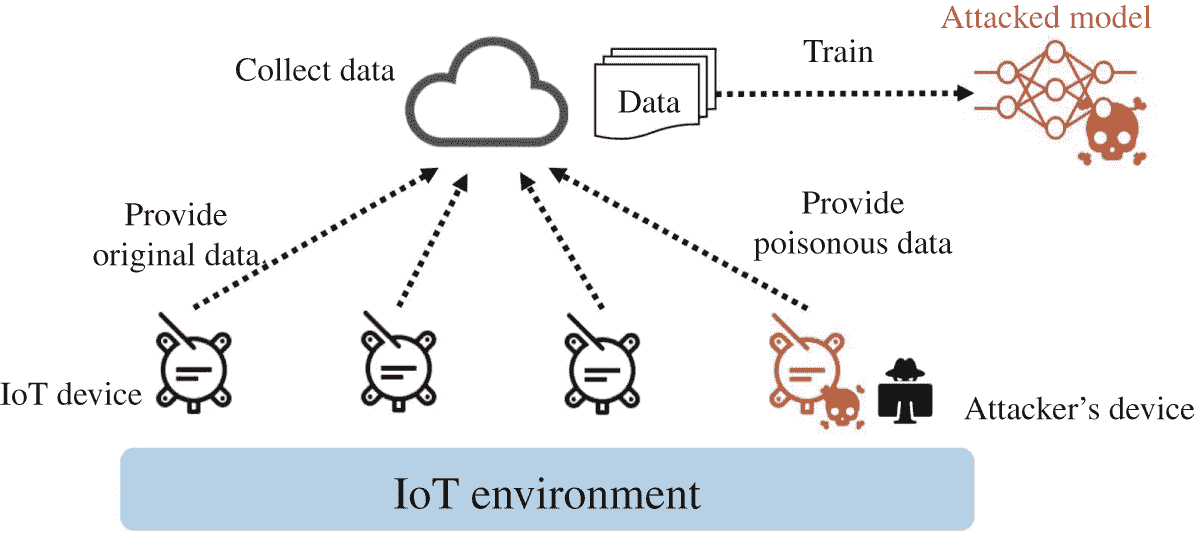 Attacked model
Collect data
Data
Train
Provide
original data
Provide
poisonous data
IoT device
Attacker’s device
IoT environment